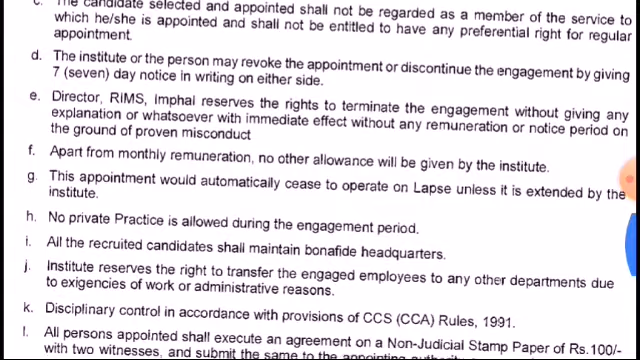 c. The candidate selected and appointed shall not be regarded as a member of the service to
which he/she is appointed and shall not be entitled to have any preferential right for regular
appointment.
d. The institute or the person may revoke the appointment or discontinue the engagement by giving
7 (seven) day notice in writing on either side.
e. Director, RIMS, Imphal reserves the rights to terminate the engagement without giving any
explanation or whatsoever with immediate effect without any remuneration or notice period on
the ground of proven misconduct
f. Apart from monthly remuneration, no other allowance will be given by the institute.
g. This appointment would automatically cease to operate on Lapse unless it is extended by the
institute.
h. No private Practice is allowed during the engagement period.
i. All the recruited candidates shall maintain bonafide headquarters.
j. Institute reserves the right to transfer the engaged employees to any other departments due
to exigencies of work or administrative reasons.
k. Disciplinary control in accordance with provisions of CCS (CCA) Rules, 1991.
l. All persons appointed shall execute an agreement on a Non-Judicial Stamp Paper of Rs.100/-
with two witnesses, and submit the same to the appointing authority